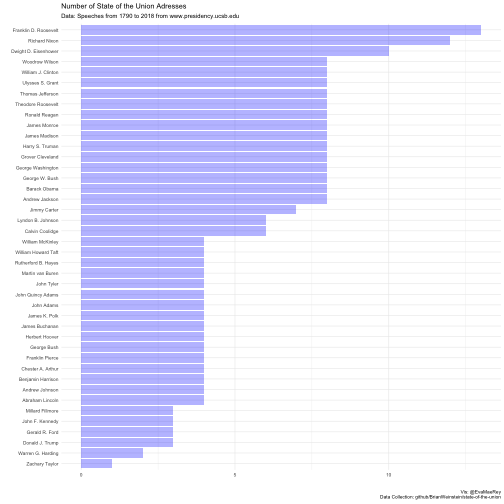 Number of State of the Union Adresses
Data: Speeches from 1790 to 2018 from www.presidency.ucsb.edu
Franklin D. Roosevelt
Richard Nixon
Dwight D. Eisenhower
Woodrow Wilson
William J. Clinton
Ulysses S. Grant
Thomas Jefferson
Theodore Roosevelt
Ronald Reagan
James Monroe
James Madison
Harry S. Truman
Grover Cleveland
George Washington
George W. Bush
Barack Obama
Andrew Jackson
Jimmy Carter
Lyndon B. Johnson
Calvin Coolidge
William McKinley
William Howard Taft
Rutherford B. Hayes
Martin van Buren
John Tyler
John Quincy Adams
John Adams
James K. Polk
James Buchanan
Herbert Hoover
George Bush
Franklin Pierce
Chester A. Arthur
Benjamin Harrison
Andrew Johnson
Abraham Lincoln
Millard Fillmore
John F. Kennedy
Gerald R. Ford
Donald J. Trump
Warren G. Harding
Zachary Taylor
0 5 10
Vis: @EvaMaeRey
Data Collection: github/BrianWeinstein/state-of-the-union